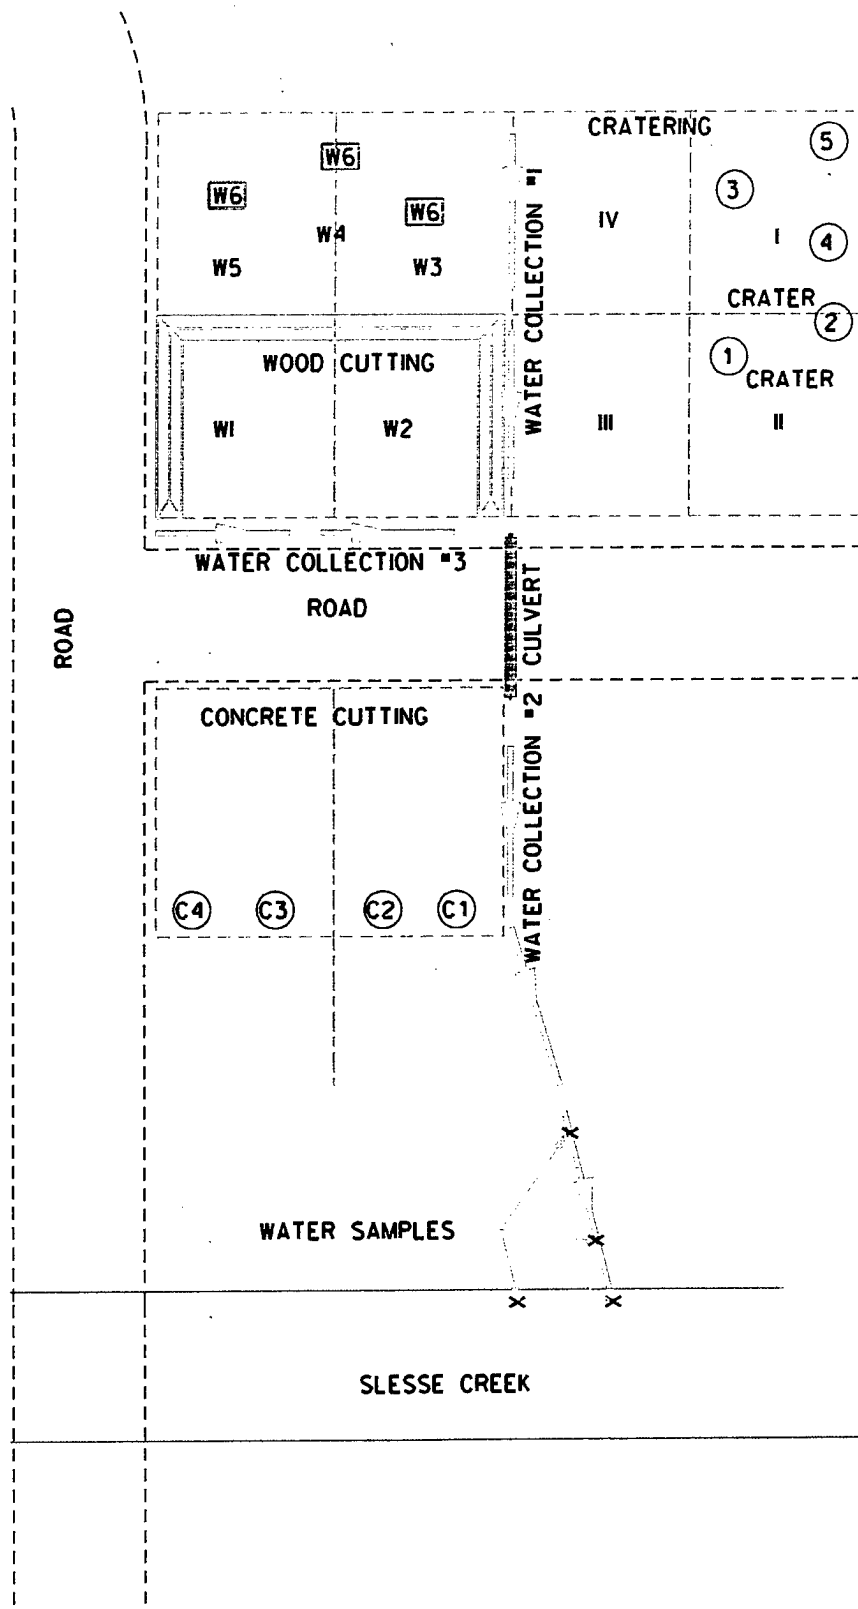 CRATERING
5
W6
3
W6
W6
IV
W4
I
4
W5
W3
CRATER
2
WATER COLLECTION #1
1
WOOD CUTTING
CRATER
W1
W2
III
II
WATER COLLECTION #3
ROAD
ROAD
CULVERT
CONCRETE CUTTING
WATER COLLECTION #2
C4
C3
C2
C1
WATER SAMPLES
SLESSE CREEK